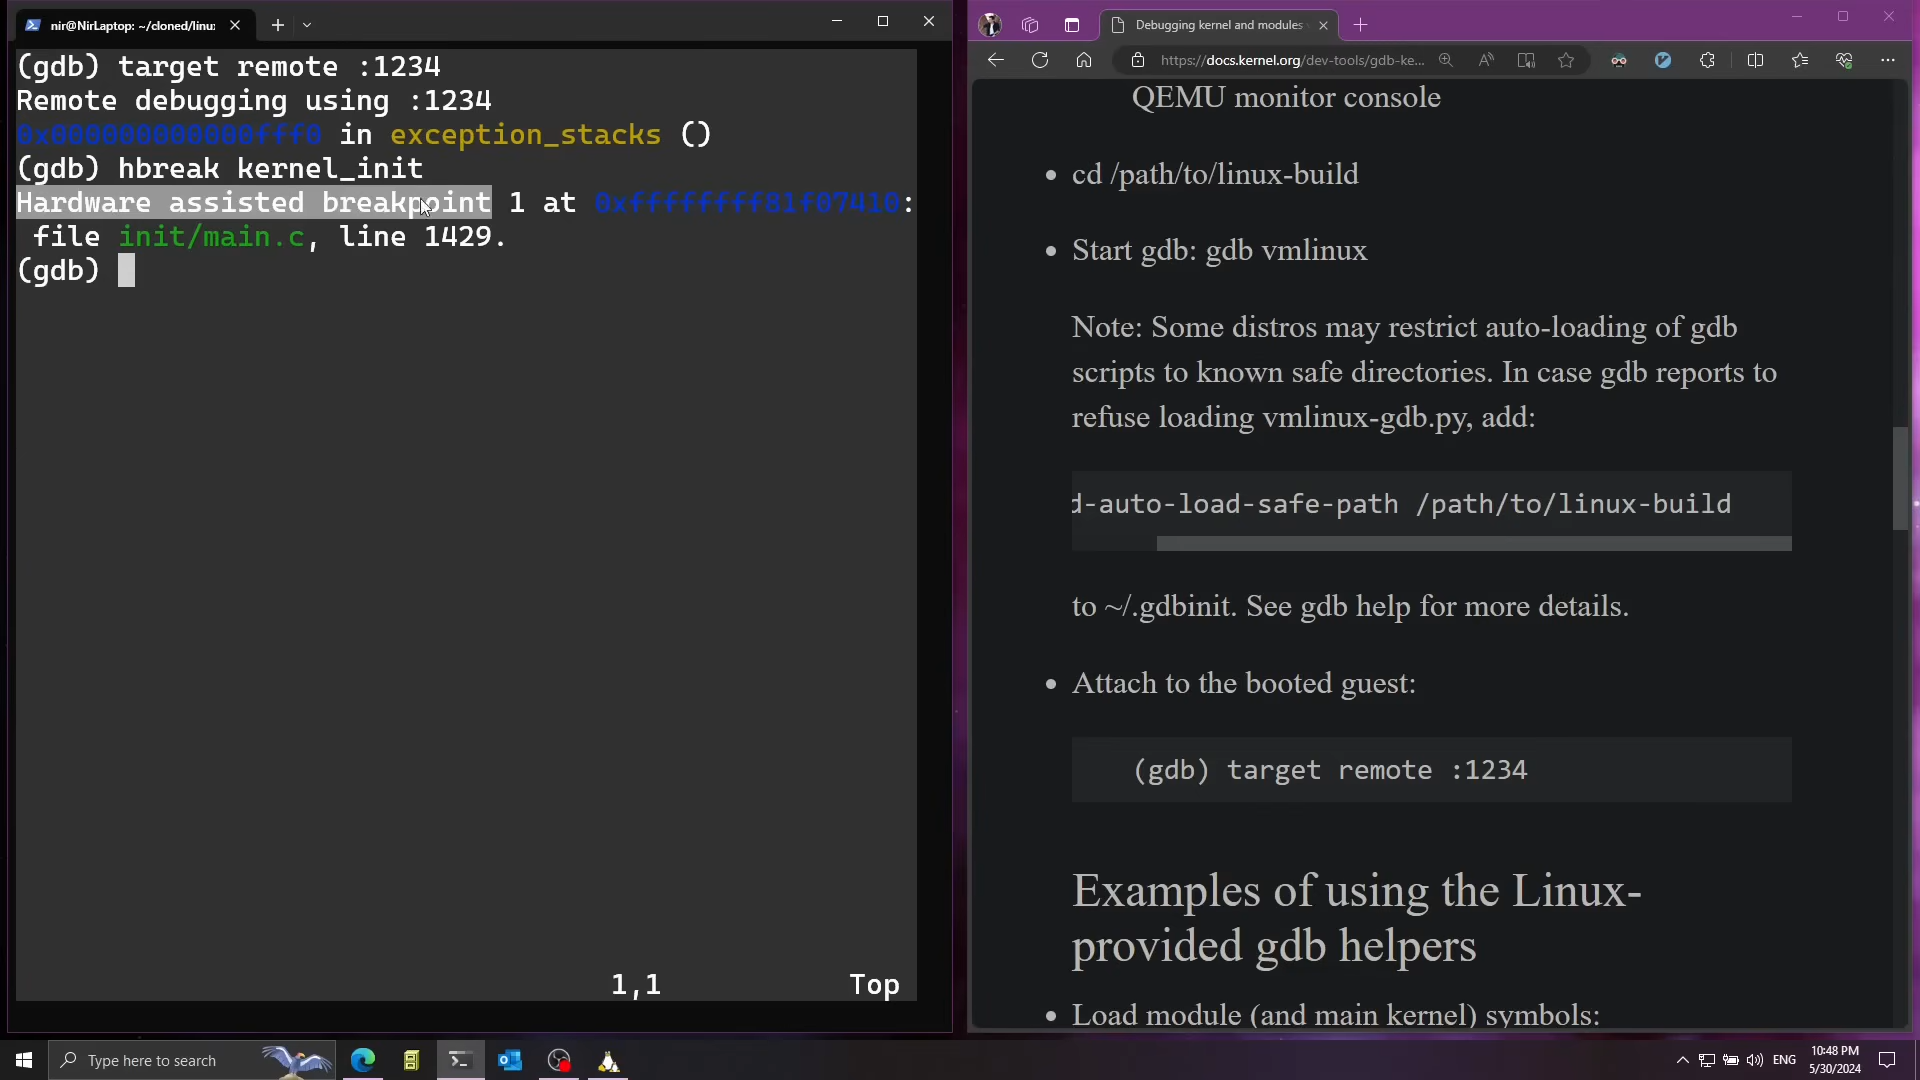 nir@NirLaptop: ~/cloned/linu:
(gdb) target remote :1234
Remote debugging using :1234
0x000000000000fff0 in exception_stacks ()
(gdb) hbreak kernel_init
Hardware assisted breakpoint 1 at 0xffffffff81f07410:
file init/main.c, line 1429.
(gdb)
1,1 Top
Debugging kernel and modules
https://docs.kernel.org/dev-tools/gdb-ke...
QEMU monitor console
• cd /path/to/linux-build
• Start gdb: gdb vmlinux
Note: Some distros may restrict auto-loading of gdb
scripts to known safe directories. In case gdb reports to
refuse loading vmlinux-gdb.py, add:
d-auto-load-safe-path /path/to/linux-build
to ~/.gdbinit. See gdb help for more details.
• Attach to the booted guest:
(gdb) target remote :1234
Examples of using the Linux-
provided gdb helpers
• Load module (and main kernel) symbols:
Type here to search
ENG
10:48 PM
5/30/2024